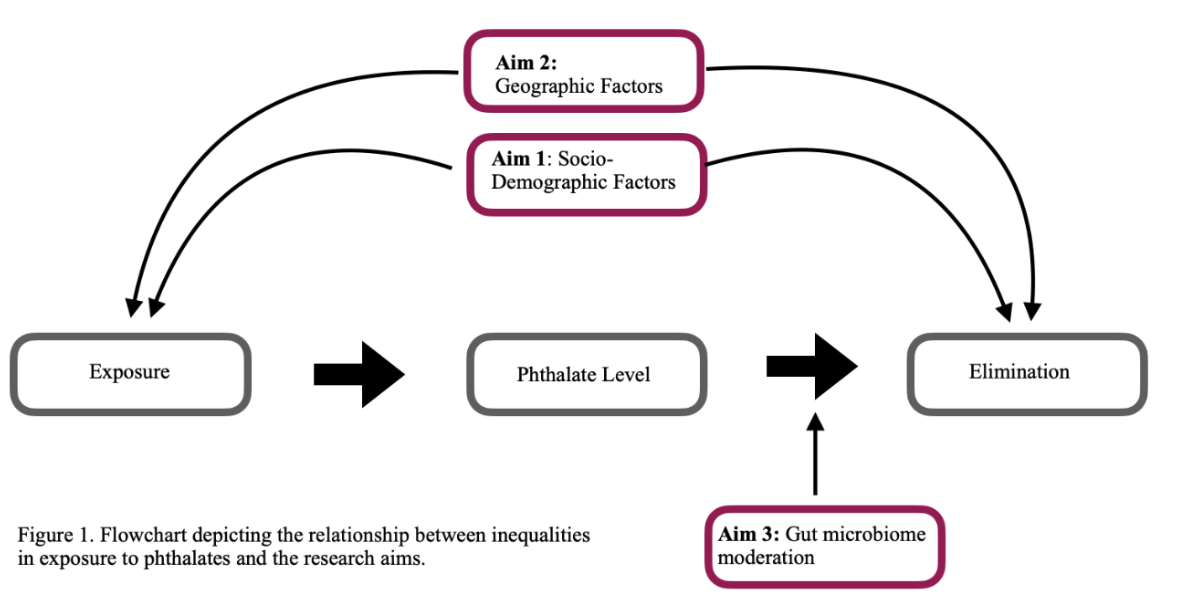 Aim 2:
Geographic Factors
Aim 1: Socio-
Demographic Factors
Exposure
Phthalate Level
Elimination
Aim 3: Gut microbiome
moderation
Figure 1. Flowchart depicting the relationship between inequalities
in exposure to phthalates and the research aims.